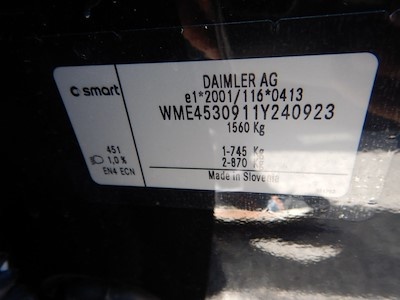 smart
DAIMLER AG
e1*2001/116*0413
WME4530911Y240923
1560 Kg
1-745 Kg
2-870
451
1,0%
EN4 ECN
Made in Slovenia